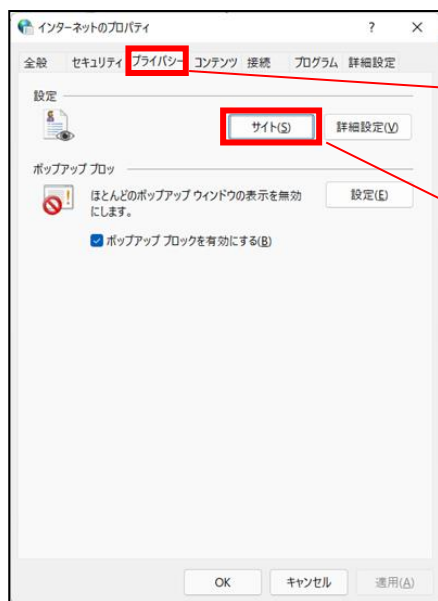 インターネットのプロパティ ? ×
全般 セキュリティ プライバシー コンテンツ 接続 プログラム 詳細設定
設定
サイト(S) 詳細設定(V)
ポップアップ ブロッ
ほとんどのポップアップ ウィンドウの表示を無効
にします。
設定(E)
ポップアップ ブロックを有効にする(B)
OK キャンセル 適用(A)